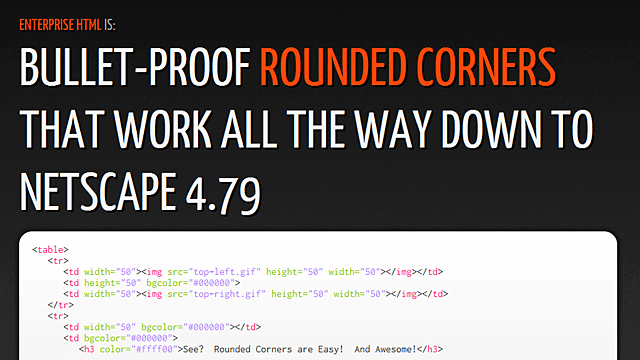 ENTERPRISE HTML IS:
BULLET-PROOF ROUNDED CORNERS
THAT WORK ALL THE WAY DOWN TO
NETSCAPE 4.79
<table>
<tr>
<td width="50"><img src="top-left.gif" height="50" width="50"></img></td>
<td height="50" bgcolor="#000000">
<td width="50"><img src="top-right.gif" height="50" width="50"></img></td>
</tr>
<tr>
<td width="50" bgcolor="#000000"></td>
<td bgcolor="#000000">
<h3 color="#ffff00">See?  Rounded Corners are Easy!  And Awesome!</h3>